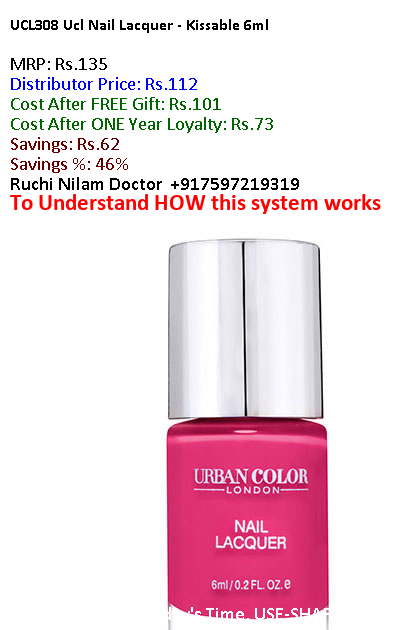 UCL308 Ucl Nail Lacquer - Kissable 6ml
MRP: Rs.135
Distributor Price: Rs.112
Cost After FREE Gift: Rs.101
Cost After ONE Year Loyalty: Rs.73
Savings: Rs.62
Savings %: 46%
Ruchi Nilam Doctor +917597219319
To Understand HOW this system works
URBAN COLOR
LONDON
NAIL
LACQUER
6ml/0.2 FL. OZ. e
Time, USE-SHA